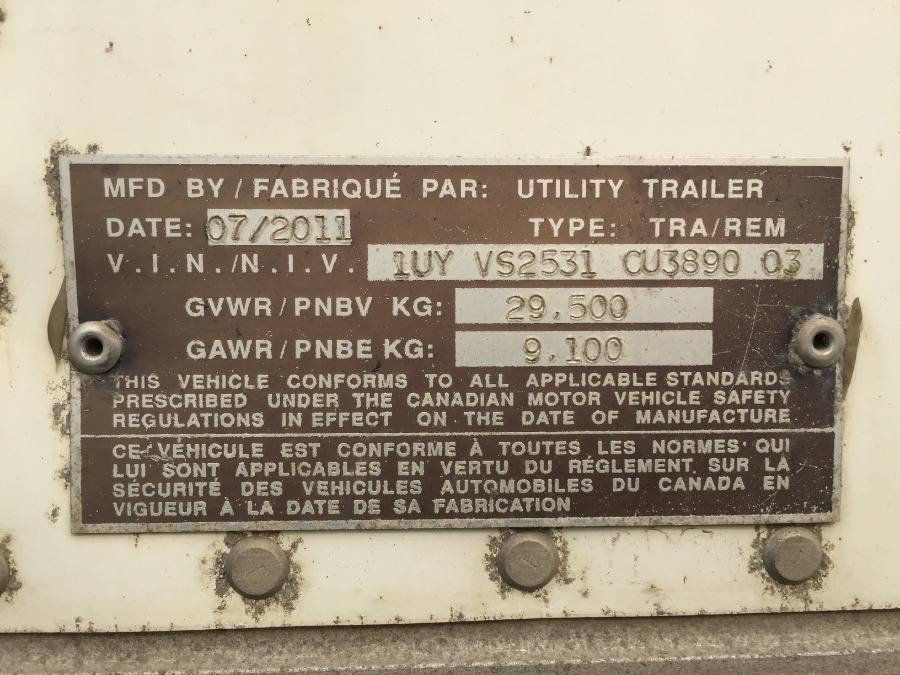 MFD BY / FABRIQUÉ PAR: UTILITY TRAILER
DATE: 07/2011 TYPE: TRA/REM
V.I.N./N.I.V. 1UY VS2531 CU3890 03
GVWR/PNBV KG: 29.500
GAWR/PNBE KG: 9.100
THIS VEHICLE CONFORMS TO ALL APPLICABLE STANDARDS
PRESCRIBED UNDER THE CANADIAN MOTOR VEHICLE SAFETY
REGULATIONS IN EFFECT ON THE DATE OF MANUFACTURE
CE VÉHICULE EST CONFORME À TOUTES LES NORMES QUI
LUI SONT APPLICABLES EN VERTU DU RÉGLEMENT SUR LA
SÉCURITÉ DES VÉHICULES AUTOMOBILES DU CANADA EN
VIGUEUR À LA DATE DE SA FABRICATION